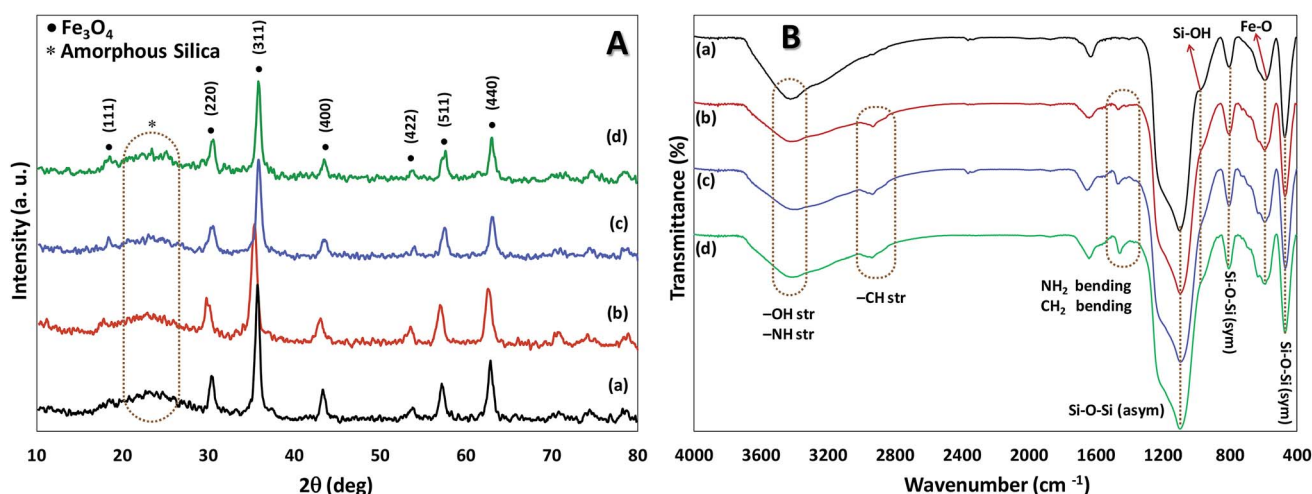 ● Fe₃O₄
* Amorphous Silica
A
(111)
*
(220)
(311)
(400)
(422)
(511)
(440)
(d)
(c)
(b)
(a)
Intensity (a. u.)
10 20 30 40 50 60 70 80
2θ (deg)
B
Si-OH
Fe-O
(a)
(b)
(c)
(d)
–OH str
–NH str
–CH str
NH₂ bending
CH₂ bending
Si-O-Si (sym)
Si-O-Si (asym)
Si-O-Si (sym)
Transmittance (%)
4000 3600 3200 2800 2400 2000 1600 1200 800 400
Wavenumber (cm ⁻¹)